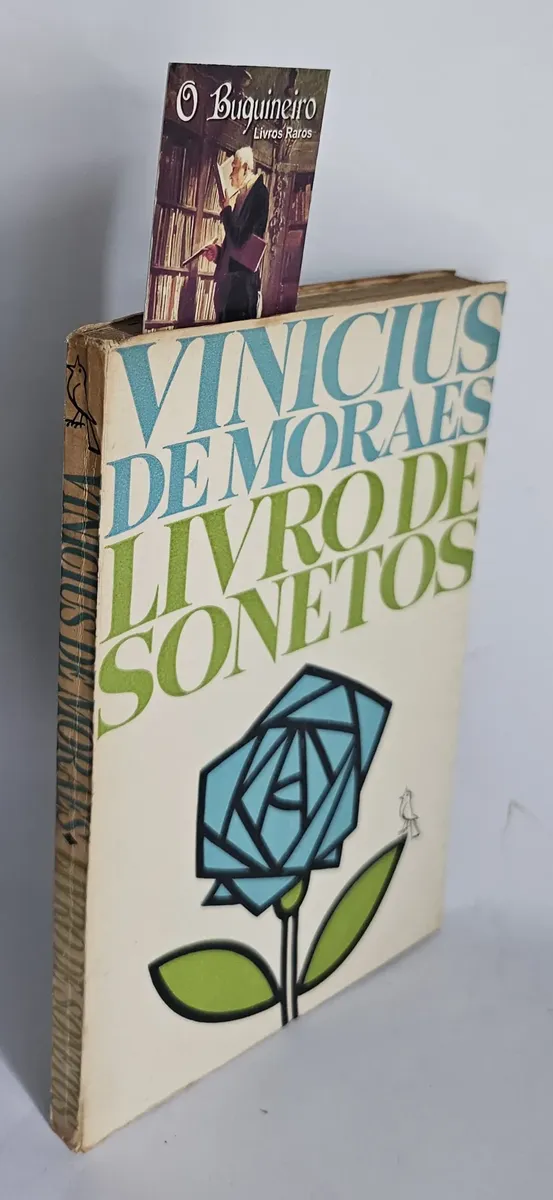 O Buquineiro
Livros Raros
VINICIUS
DE MORAES
LIVRO DE
SONETOS
VINICIUS DE MORAES • LIVRO DE SONETOS